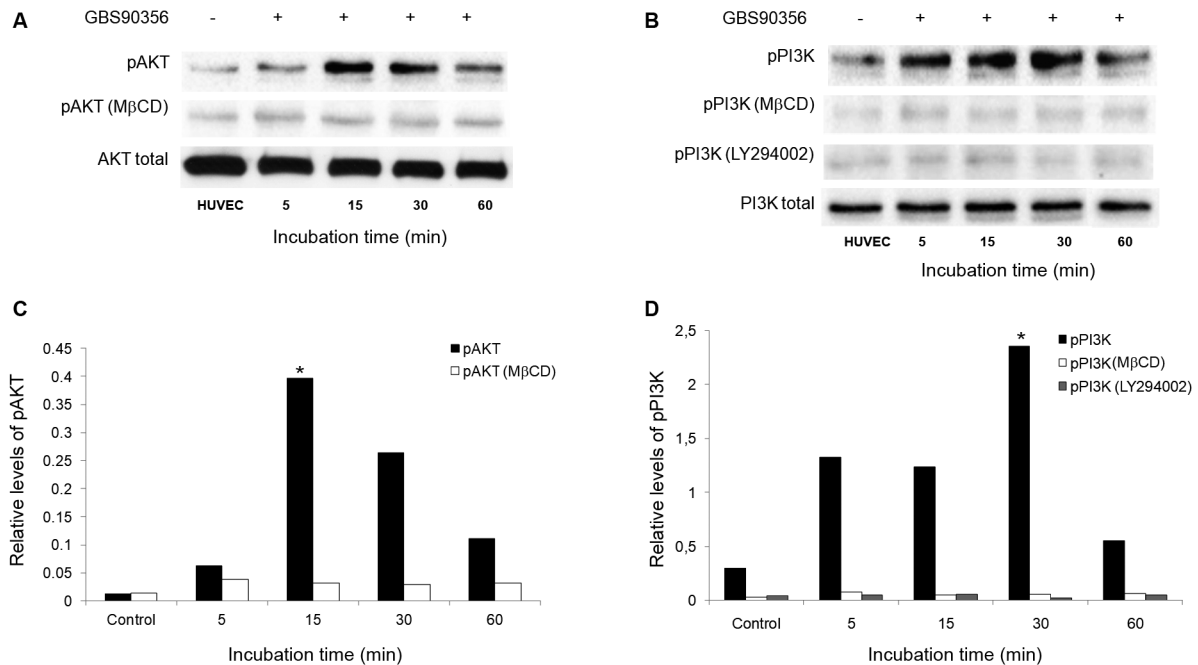 A
GBS90356 - + + + +
pAKT
pAKT (MβCD)
AKT total
HUVEC 5 15 30 60
Incubation time (min)
B
GBS90356 - + + + +
pPI3K
pPI3K (MβCD)
pPI3K (LY294002)
PI3K total
HUVEC 5 15 30 60
Incubation time (min)
C
Relative levels of pAKT
0.45
0.4
0.35
0.3
0.25
0.2
0.15
0.1
0.05
0
*
pAKT
pAKT (MβCD)
Control 5 15 30 60
Incubation time (min)
D
Relative levels of pPI3K
2,5
2
1,5
1
0,5
0
*
pPI3K
pPI3K (MβCD)
pPI3K (LY294002)
Control 5 15 30 60
Incubation time (min)